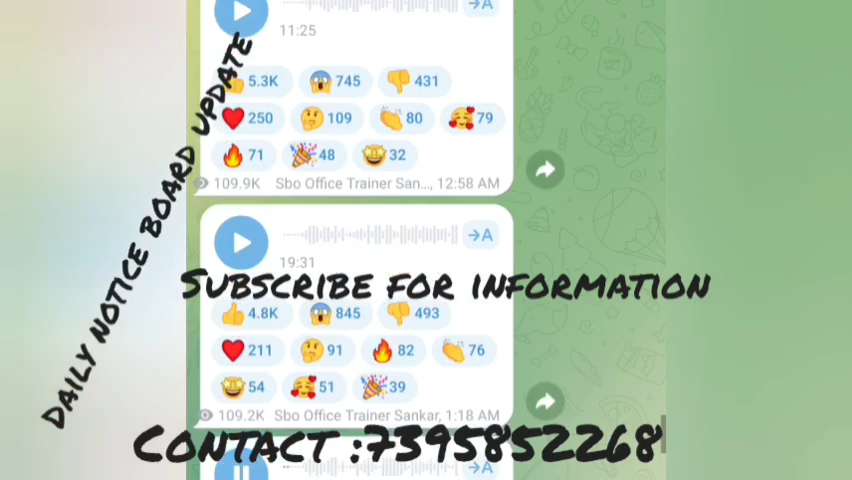 →A
11:25
5.3K 745 431
250 109 80 79
71 48 32
109.9K Sbo Office Trainer San..., 12:58 AM
DAILY NOTICE BOARD UPDATE
→A
19:31
SUBSCRIBE FOR INFORMATION
4.8K 845 493
211 91 82 76
54 51 39
109.2K Sbo Office Trainer Sankar, 1:18 AM
CONTACT :7395852268
→A